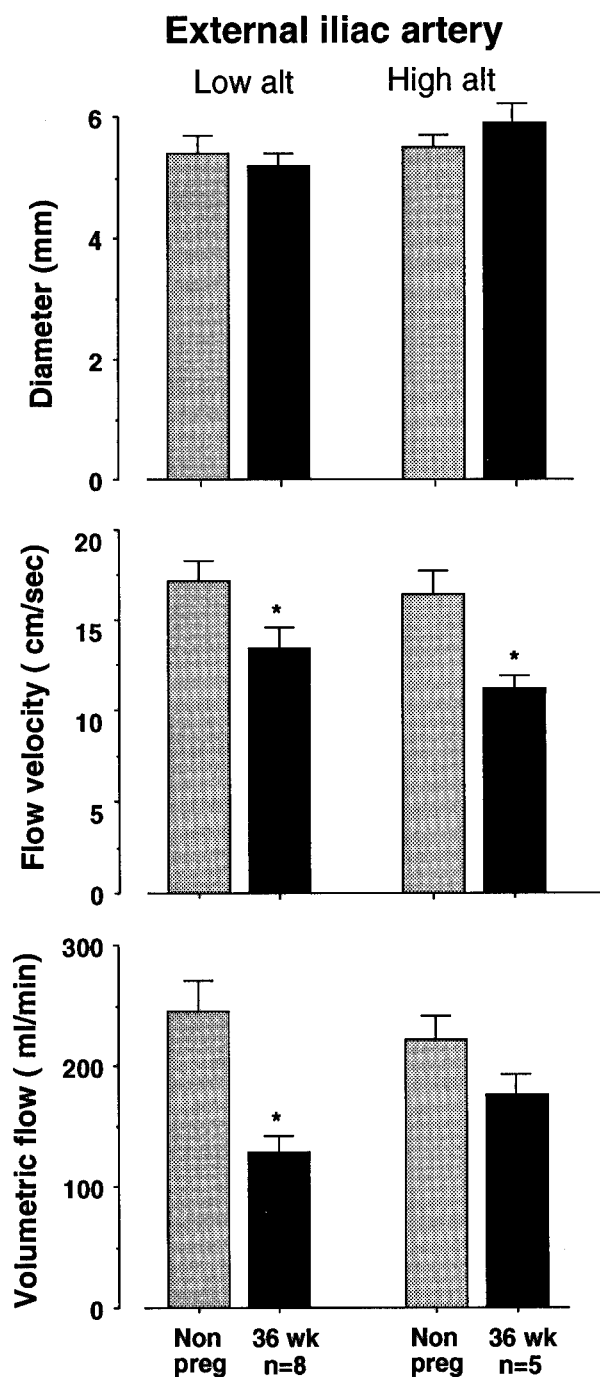 External iliac artery
Low alt
High alt
Diameter (mm)
6
4
2
0
Flow velocity ( cm/sec)
20
15
10
5
0
*
*
Volumetric flow ( ml/min)
300
200
100
0
*
Non
preg
36 wk
n=8
Non
preg
36 wk
n=5